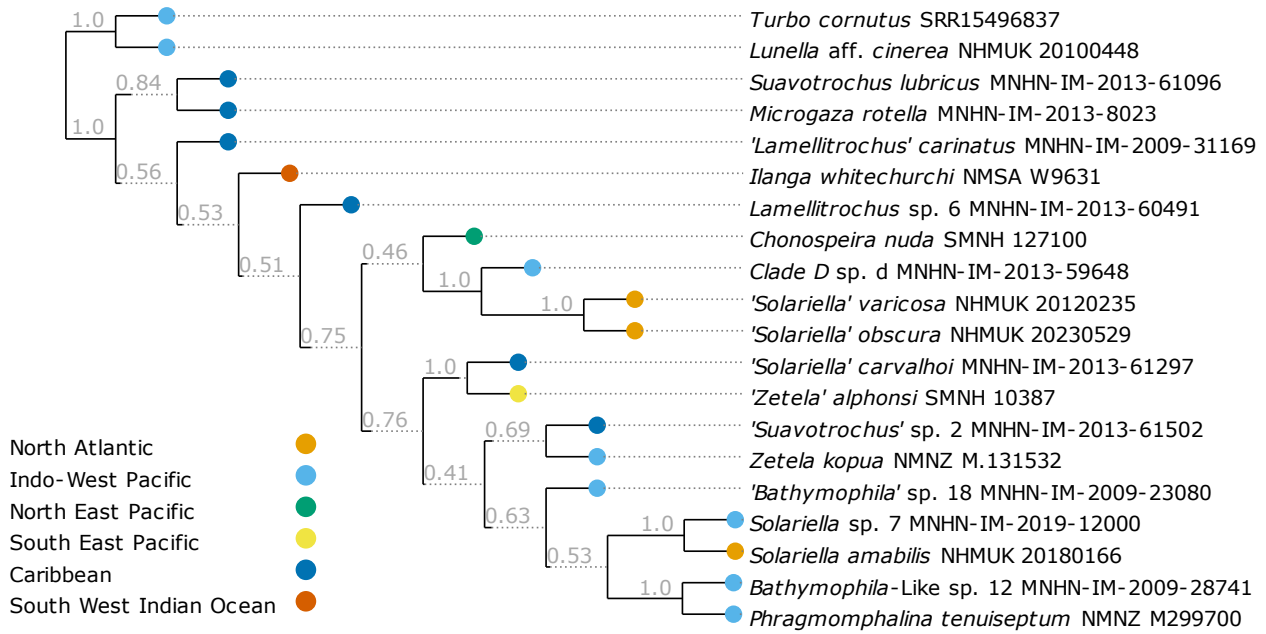 1.0
Turbo cornutus SRR15496837
Lunella aff. cinerea NHMUK 20100448
0.84
Suavotrochus lubricus MNHN-IM-2013-61096
Microgaza rotella MNHN-IM-2013-8023
1.0
'Lamellitrochus' carinatus MNHN-IM-2009-31169
0.56
Ilanga whitechurchi NMSA W9631
0.53
Lamellitrochus sp. 6 MNHN-IM-2013-60491
Chonospeira nuda SMNH 127100
0.46
0.51
Clade D sp. d MNHN-IM-2013-59648
1.0
'Solariella' varicosa NHMUK 20120235
1.0
'Solariella' obscura NHMUK 20230529
0.75
'Solariella' carvalhoi MNHN-IM-2013-61297
1.0
'Zetela' alphonsi SMNH 10387
0.76
'Suavotrochus' sp. 2 MNHN-IM-2013-61502
0.69
Zetela kopua NMNZ M.131532
0.41
'Bathymophila' sp. 18 MNHN-IM-2009-23080
0.63
Solariella sp. 7 MNHN-IM-2019-12000
1.0
Solariella amabilis NHMUK 20180166
0.53
Bathymophila-Like sp. 12 MNHN-IM-2009-28741
1.0
Phragmomphalina tenuiseptum NMNZ M299700
North Atlantic
Indo-West Pacific
North East Pacific
South East Pacific
Caribbean
South West Indian Ocean